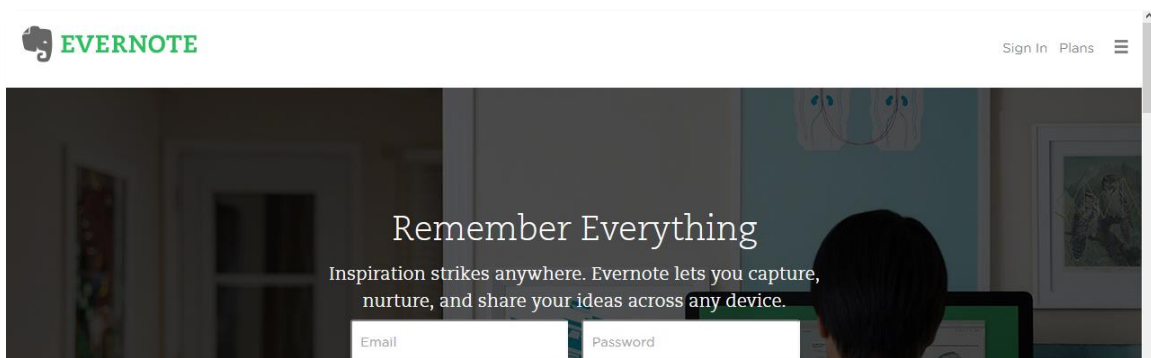 EVERNOTE
Sign In Plans
Remember Everything
Inspiration strikes anywhere. Evernote lets you capture,
nurture, and share your ideas across any device.
Email Password